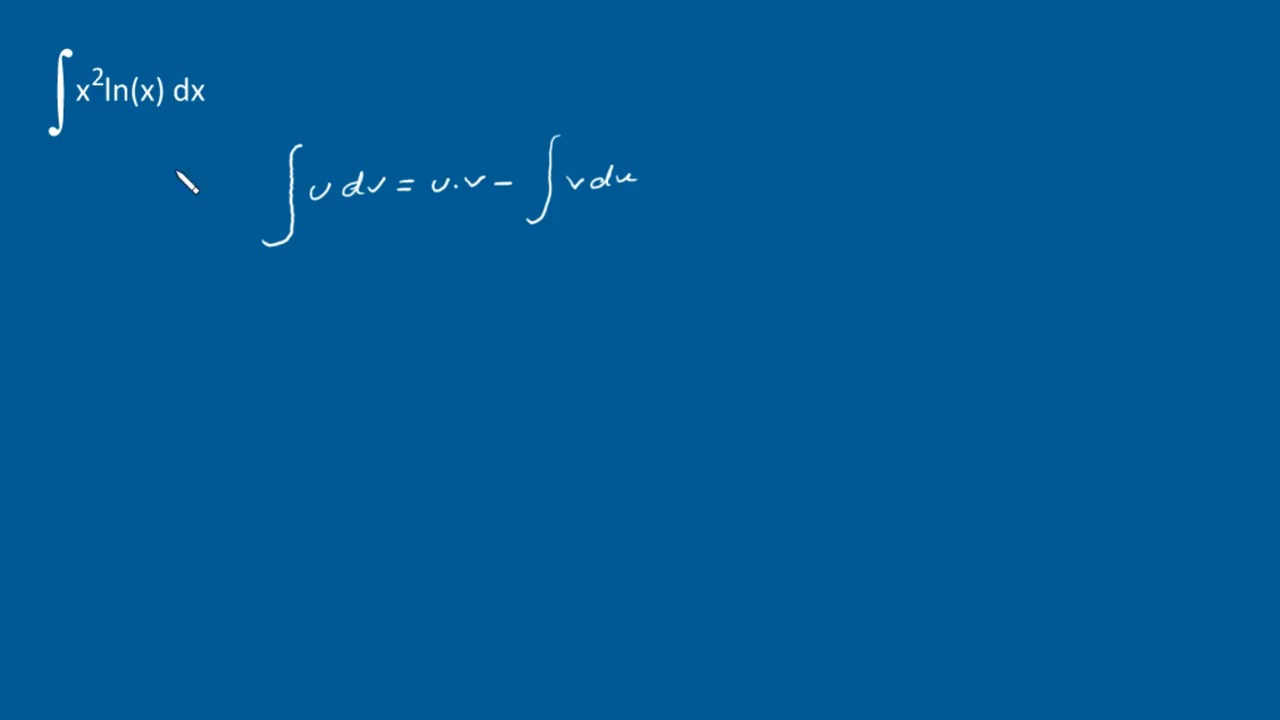 ∫x²ln(x) dx
∫u dv = u.v - ∫v du